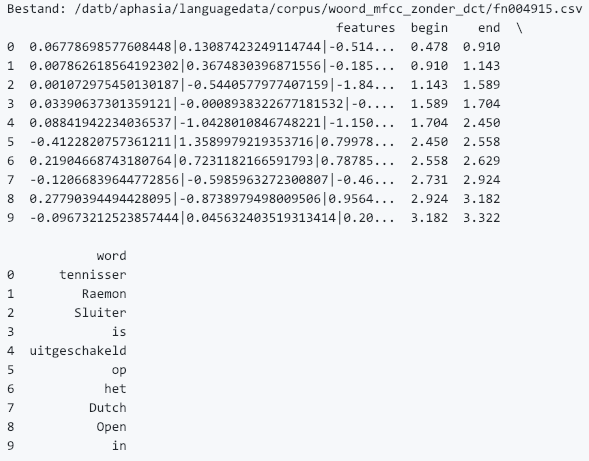 Bestand: /datb/aphasia/languagedata/corpus/woord_mfcc_zonder_dct/fn004915.csv
features begin end \
0 0.06778698577608448|0.13087423249114744|-0.514... 0.478 0.910
1 0.007862618564192302|0.36748303968715​56|-0.185... 0.910 1.143
2 0.001072975450130187|-0.5440577977407159|-1.84... 1.143 1.589
3 0.03390637301359121|-0.0008938322677181532|-0.... 1.589 1.704
4 0.08841942234036537|-1.0428010846748221|-1.150... 1.704 2.450
5 -0.4122820757361211|1.3589979219353716|0.79978... 2.450 2.558
6 0.21904668743180764|0.7231182166591793|0.78785... 2.558 2.629
7 -0.12066839644772856|-0.5985963272300807|-0.46... 2.731 2.924
8 0.27790394494428095|-0.8738979498009506|0.9564... 2.924 3.182
9 -0.09673212523857444|0.045632403519313414|0.20... 3.182 3.322
word
0 tennisser
1 Raemon
2 Sluiter
3 is
4 uitgeschakeld
5 op
6 het
7 Dutch
8 Open
9 in